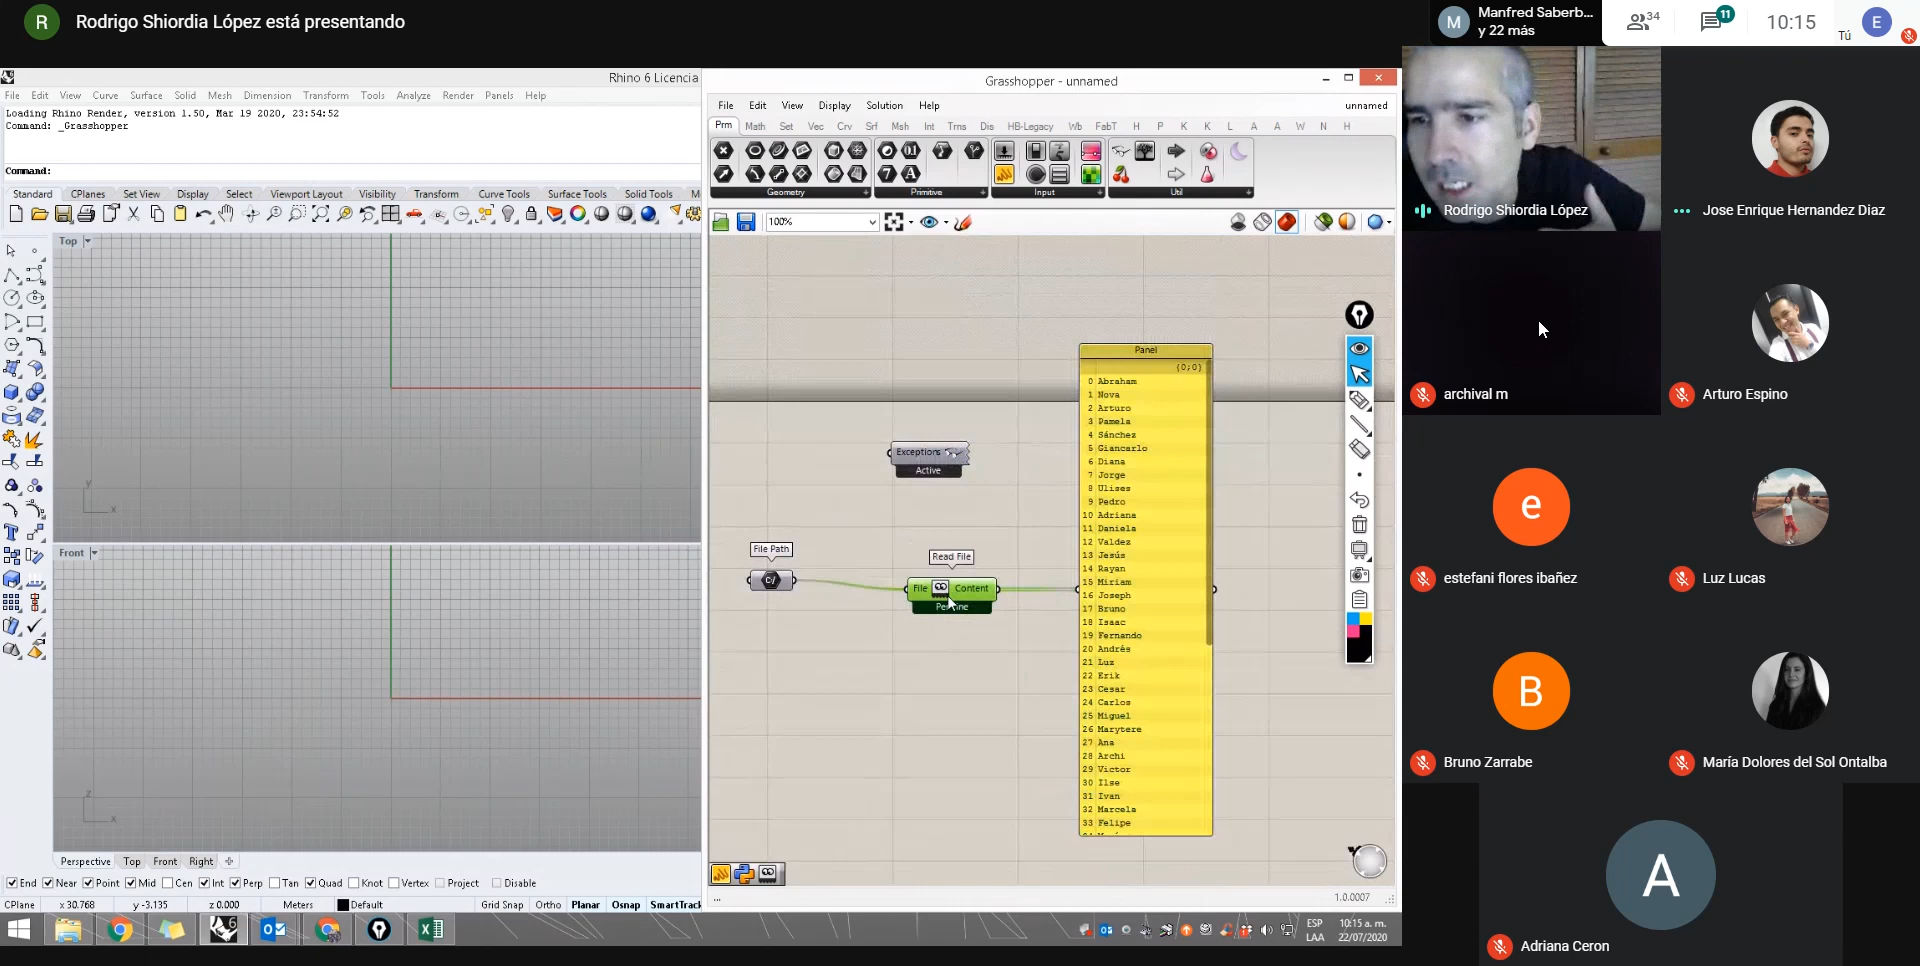 R Rodrigo Shiordia López está presentando
M Manfred Saberb...
y 22 más
34
11
10:15
Tú
E
Rhino 6 Licencia
File Edit View Curve Surface Solid Mesh Dimension Transform Tools Analyze Render Panels Help
Loading Rhino Render, version 1.50, Mar 19 2020, 23:54:52
Command: _Grasshopper
Command:
Standard CPlanes Set View Display Select Viewport Layout Visibility Transform Curve Tools Surface Tools Solid Tools M
Top
y
x
Front
z
x
Perspective Top Front Right
End Near Point Mid Cen Int Perp Tan Quad Knot Vertex Project Disable
CPlane x 30.768 y -3.135 z 0.000 Meters Default Grid Snap Ortho Planar Osnap SmartTrack
Grasshopper - unnamed
File Edit View Display Solution Help unnamed
Prm Math Set Vec Crv Srf Msh Int Trns Dis HB-Legacy Wb FabT H P K K L A A W N H
Geometry Primitive Input Util
100%
Exceptions
Active
File Path
C:/
Read File
File Content
Panel
{0;0}
0 Abraham
1 Nova
2 Arturo
3 Pamela
4 Sánchez
5 Giancarlo
6 Diana
7 Jorge
8 Ulises
9 Pedro
10 Adriana
11 Daniela
12 Valdez
13 Jesús
14 Rayan
15 Miriam
16 Joseph
17 Bruno
18 Isaac
19 Fernando
20 Andrés
21 Luz
22 Erik
23 Cesar
24 Carlos
25 Miguel
26 Marytere
27 Ana
28 Archi
29 Victor
30 Ilse
31 Ivan
32 Marcela
33 Felipe
...
1.0.0007
ESP
LAA
10:15 a. m.
22/07/2020
Rodrigo Shiordia López
Jose Enrique Hernandez Diaz
archival m
Arturo Espino
e
estefani flores ibañez
Luz Lucas
B
Bruno Zarrabe
María Dolores del Sol Ontalba
A
Adriana Ceron